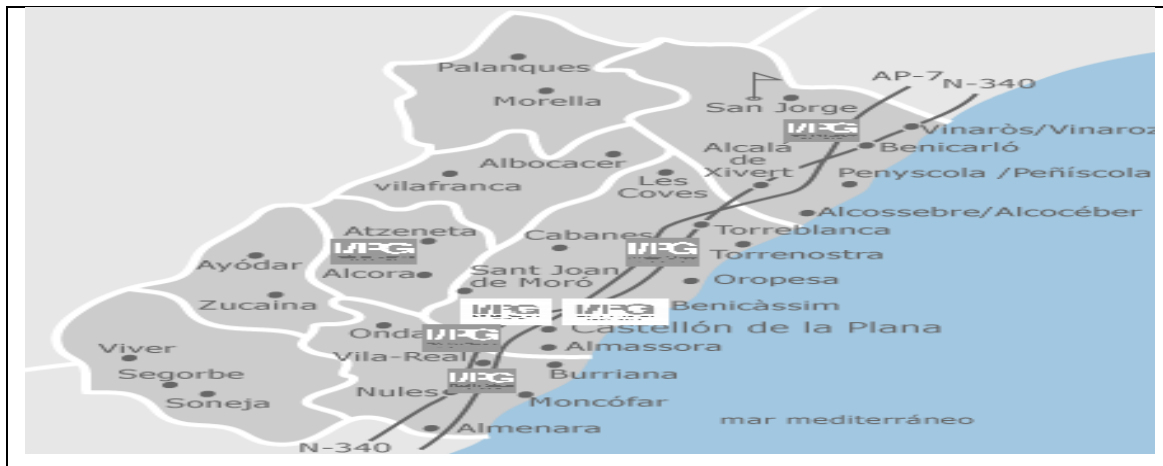 Palanques
Morella
AP-7
N-340
San Jorge
Vinaròs/Vinaroz
Benicarló
Alcalá
de
Xivert
Albocacer
vilafranca
Les
Coves
Penyscola /Peñíscola
Alcossebre/Alcocéber
Atzeneta
Cabanes
Torreblanca
Torrenostra
Ayódar
Alcora
Sant Joan
de Moró
Oropesa
Zucaina
Benicàssim
Onda
Castellón de la Plana
Viver
Vila-Real
Almassora
Segorbe
Burriana
Soneja
Nules
Moncófar
mar mediterráneo
Almenara
N-340